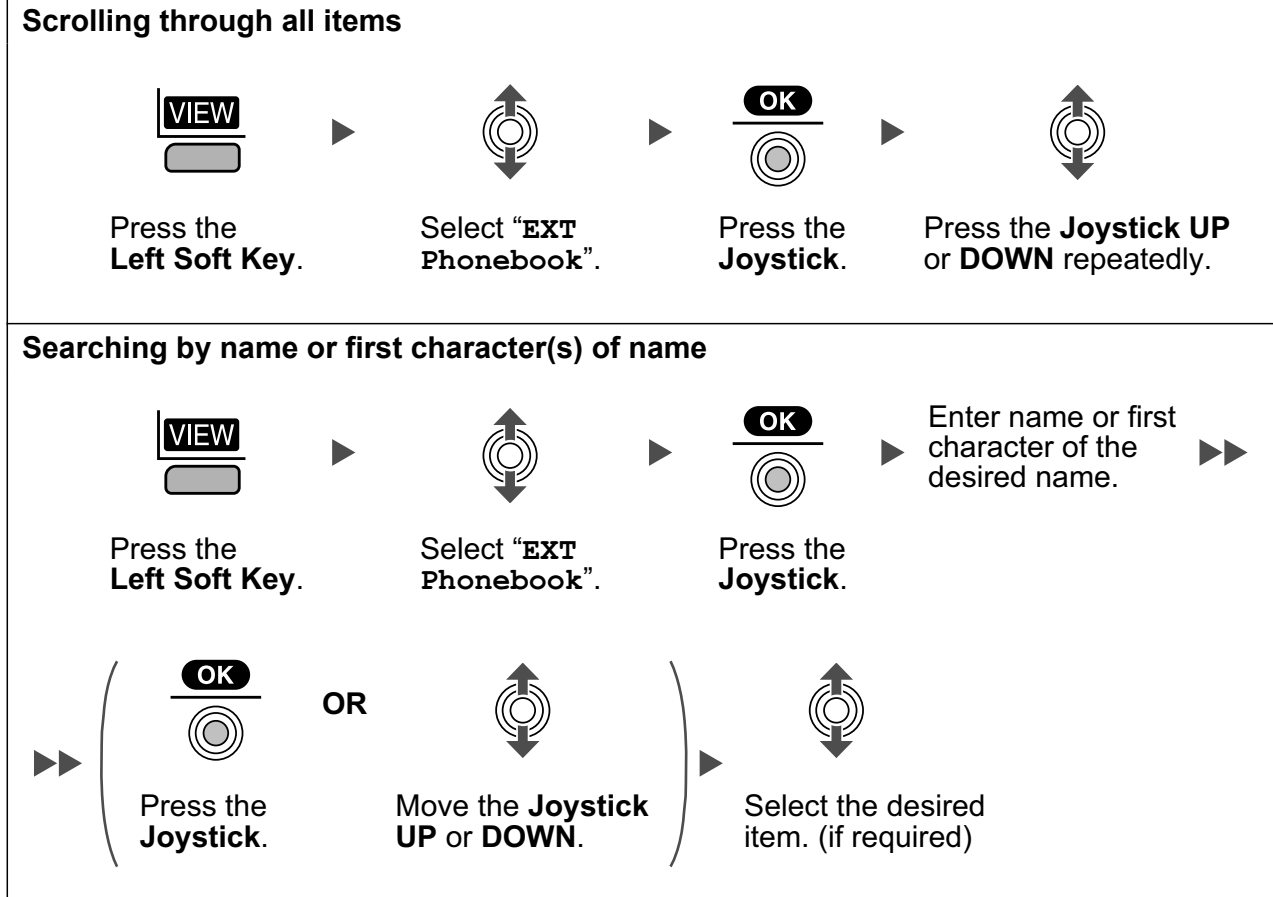 Scrolling through all items
VIEW
OK
Press the
Left Soft Key.
Select “EXT
Phonebook”.
Press the
Joystick.
Press the Joystick UP
or DOWN repeatedly.
Searching by name or first character(s) of name
VIEW
OK
Enter name or first
character of the
desired name.
Press the
Left Soft Key.
Select “EXT
Phonebook”.
Press the
Joystick.
OK
OR
Press the
Joystick.
Move the Joystick
UP or DOWN.
Select the desired
item. (if required)